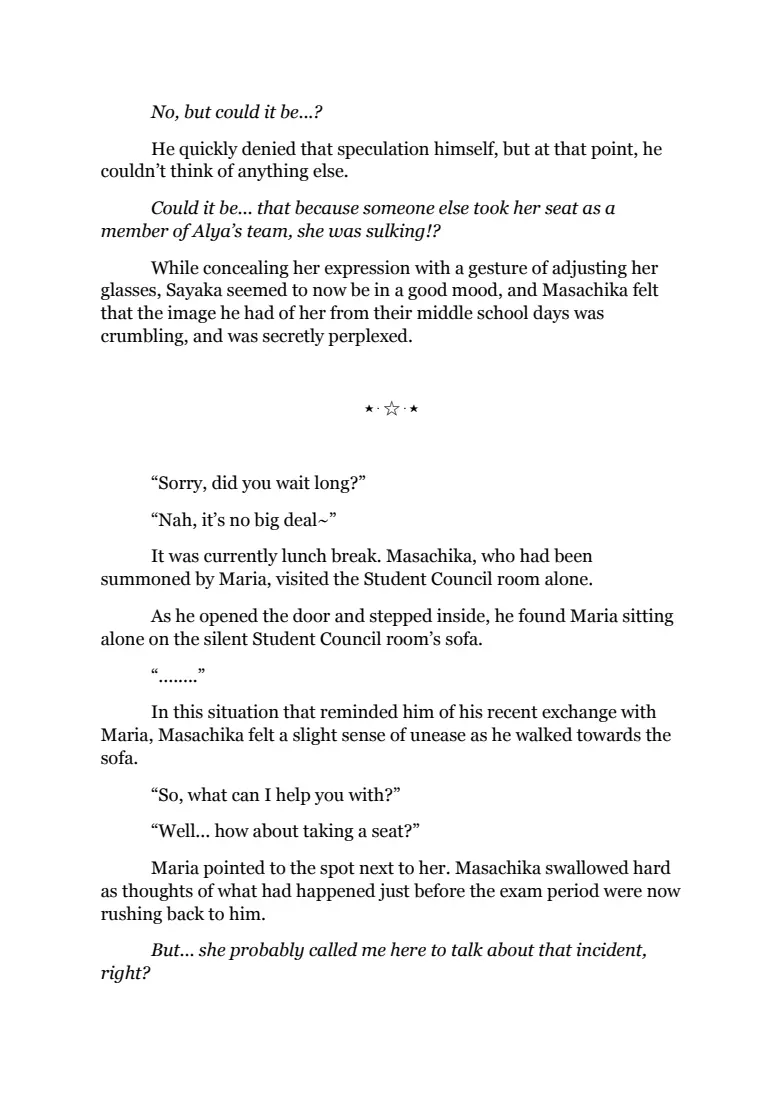 No, but could it be...?
He quickly denied that speculation himself, but at that point, he
couldn’t think of anything else.
Could it be... that because someone else took her seat as a
member of Alya’s team, she was sulking!?
While concealing her expression with a gesture of adjusting her
glasses, Sayaka seemed to now be in a good mood, and Masachika felt
that the image he had of her from their middle school days was
crumbling, and was secretly perplexed.
⋆·☆·⋆
“Sorry, did you wait long?”
“Nah, it’s no big deal~”
It was currently lunch break. Masachika, who had been
summoned by Maria, visited the Student Council room alone.
As he opened the door and stepped inside, he found Maria sitting
alone on the silent Student Council room’s sofa.
“........”
In this situation that reminded him of his recent exchange with
Maria, Masachika felt a slight sense of unease as he walked towards the
sofa.
“So, what can I help you with?”
“Well... how about taking a seat?”
Maria pointed to the spot next to her. Masachika swallowed hard
as thoughts of what had happened just before the exam period were now
rushing back to him.
But... she probably called me here to talk about that incident,
right?